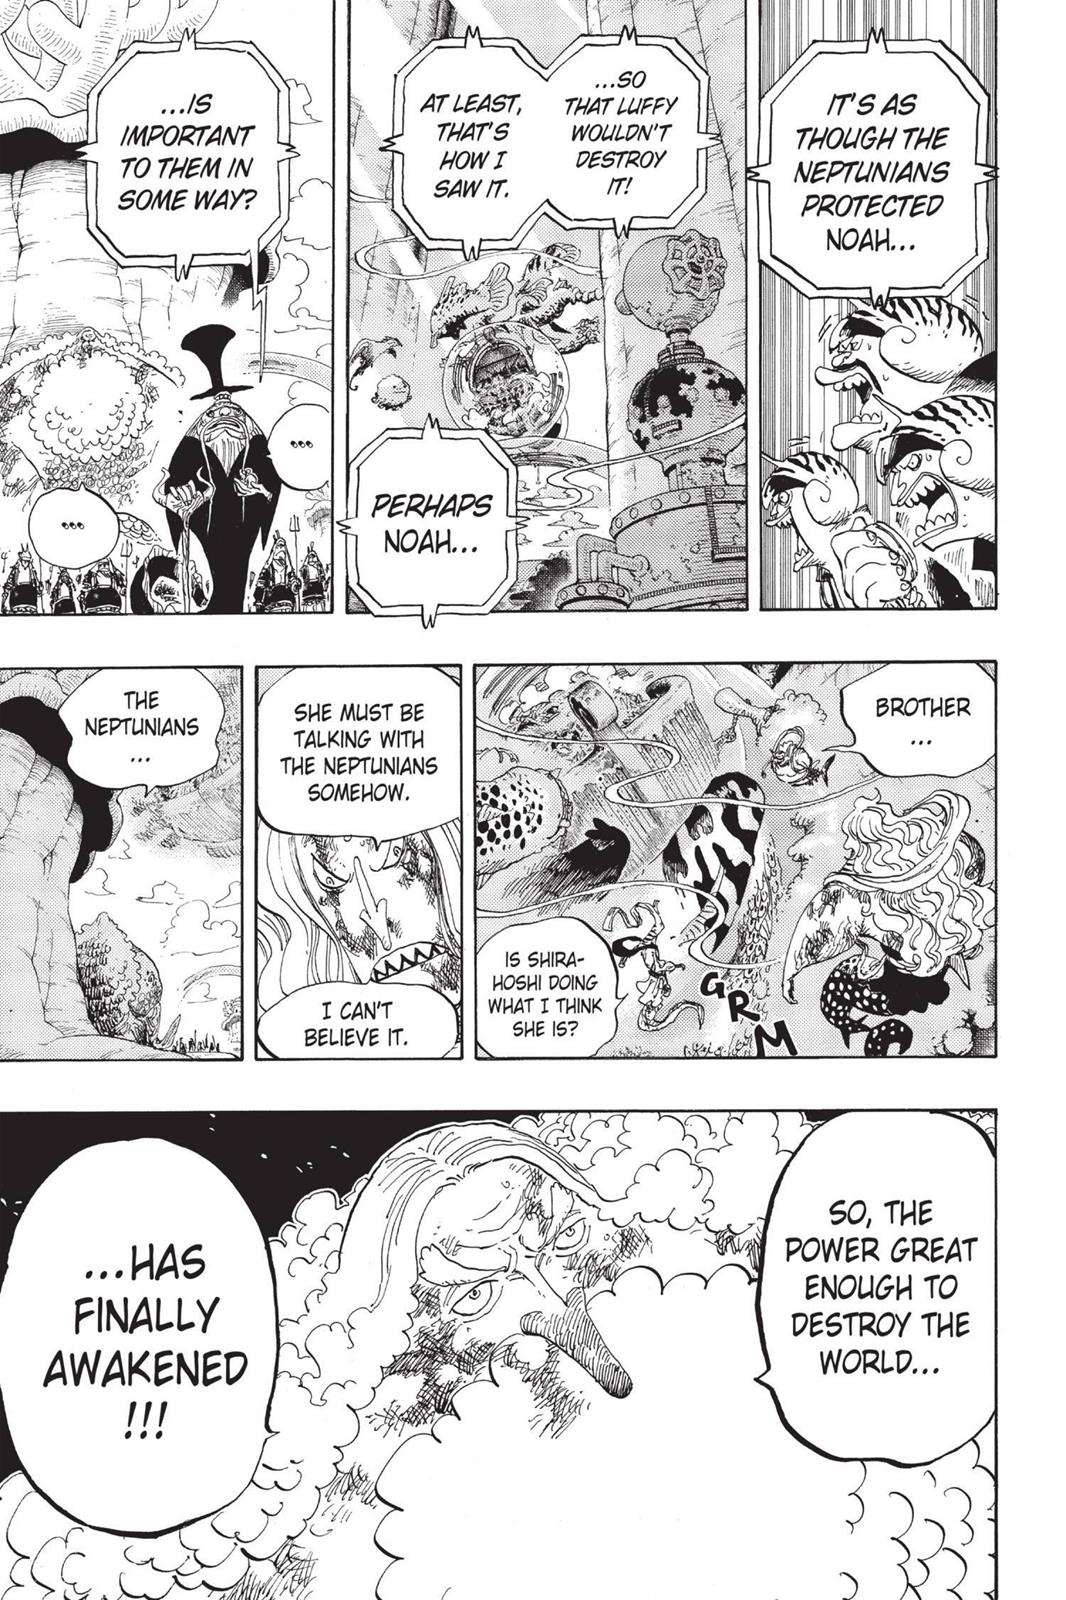 IT'S AS
THOUGH THE
NEPTUNIANS
PROTECTED
NOAH...
...SO
THAT LUFFY
WOULDN'T
DESTROY
IT!
AT LEAST,
THAT'S
HOW I
SAW IT.
PERHAPS
NOAH...
...IS
IMPORTANT
TO THEM IN
SOME WAY?
...
...
BROTHER
...
IS SHIRA-
HOSHI DOING
WHAT I THINK
SHE IS?
GRM
SHE MUST BE
TALKING WITH
THE NEPTUNIANS
SOMEHOW.
I CAN'T
BELIEVE IT.
THE
NEPTUNIANS
...
SO, THE
POWER GREAT
ENOUGH TO
DESTROY THE
WORLD...
...HAS
FINALLY
AWAKENED
!!!